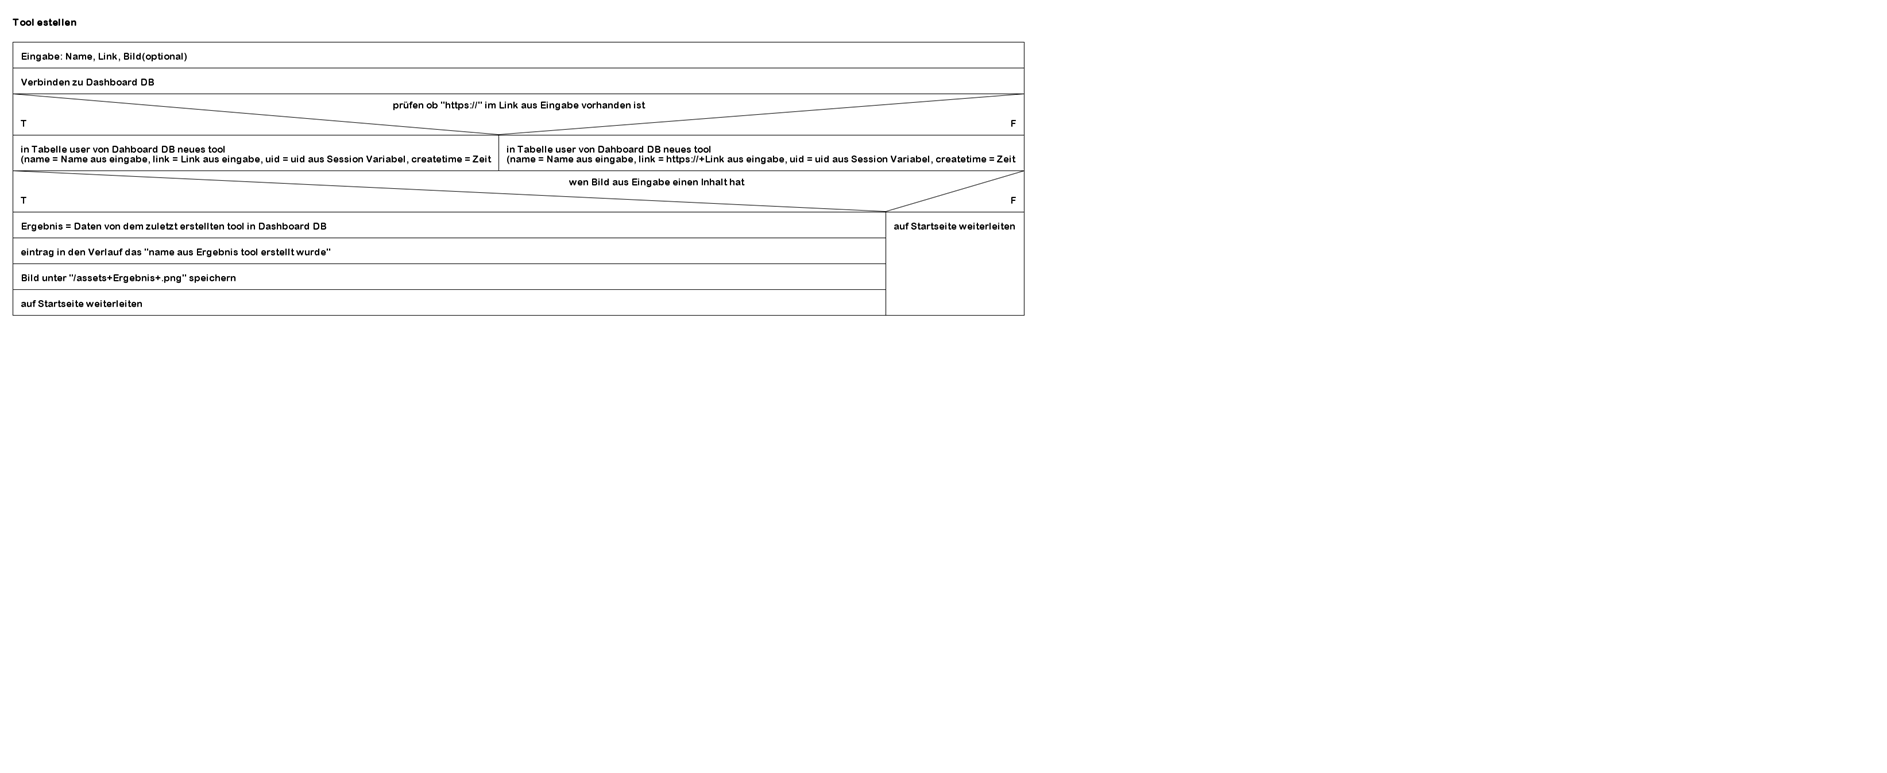 Tool estellen
Eingabe: Name, Link, Bild(optional)
Verbinden zu Dashboard DB
prüfen ob "https://" im Link aus Eingabe vorhanden ist
T
F
in Tabelle user von Dahboard DB neues tool
(name = Name aus eingabe, link = Link aus eingabe, uid = uid aus Session Variabel, createtime = Zeit
in Tabelle user von Dahboard DB neues tool
(name = Name aus eingabe, link = https://+Link aus eingabe, uid = uid aus Session Variabel, createtime = Zeit
wen Bild aus Eingabe einen Inhalt hat
T
F
Ergebnis = Daten von dem zuletzt erstellten tool in Dashboard DB
auf Startseite weiterleiten
eintrag in den Verlauf das "name aus Ergebnis tool erstellt wurde"
Bild unter "/assets+Ergebnis+.png" speichern
auf Startseite weiterleiten